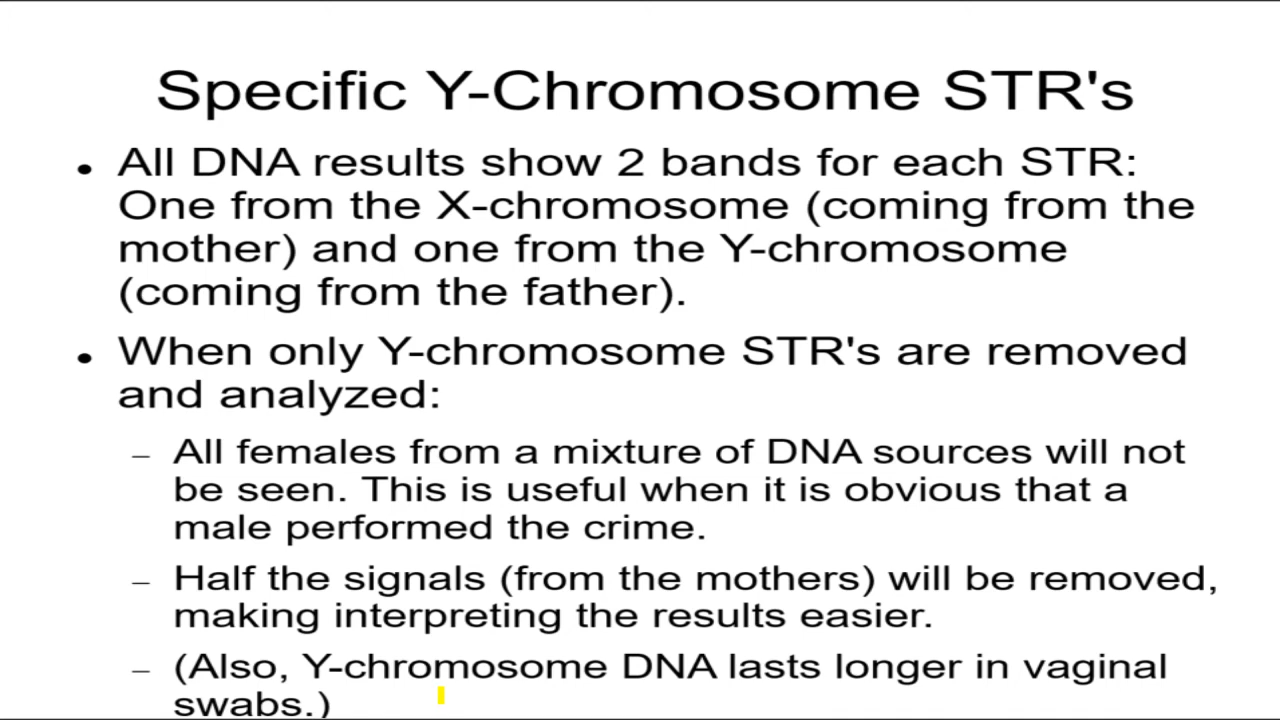 Specific Y-Chromosome STR's
• All DNA results show 2 bands for each STR:
One from the X-chromosome (coming from the
mother) and one from the Y-chromosome
(coming from the father).
• When only Y-chromosome STR's are removed
and analyzed:
– All females from a mixture of DNA sources will not
be seen. This is useful when it is obvious that a
male performed the crime.
– Half the signals (from the mothers) will be removed,
making interpreting the results easier.
– (Also, Y-chromosome DNA lasts longer in vaginal
swabs.)